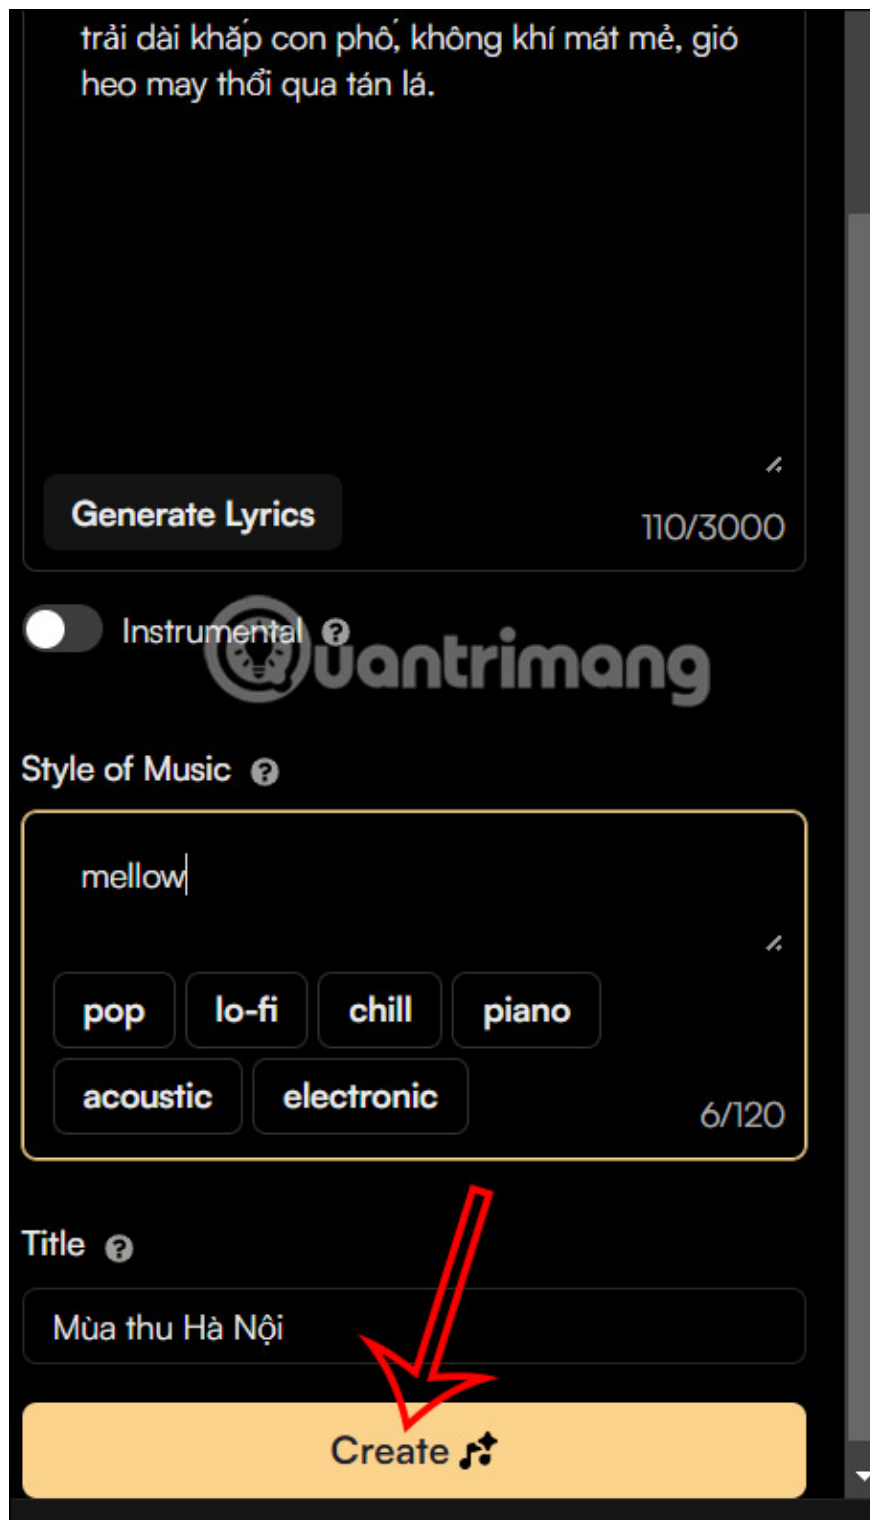 trải dài khắp con phố, không khí mát mẻ, gió
heo may thổi qua tán lá.
Generate Lyrics
110/3000
Instrumental
Quantrimang
Style of Music
mellow
pop lo-fi chill piano
acoustic electronic
6/120
Title
Mùa thu Hà Nội
Create